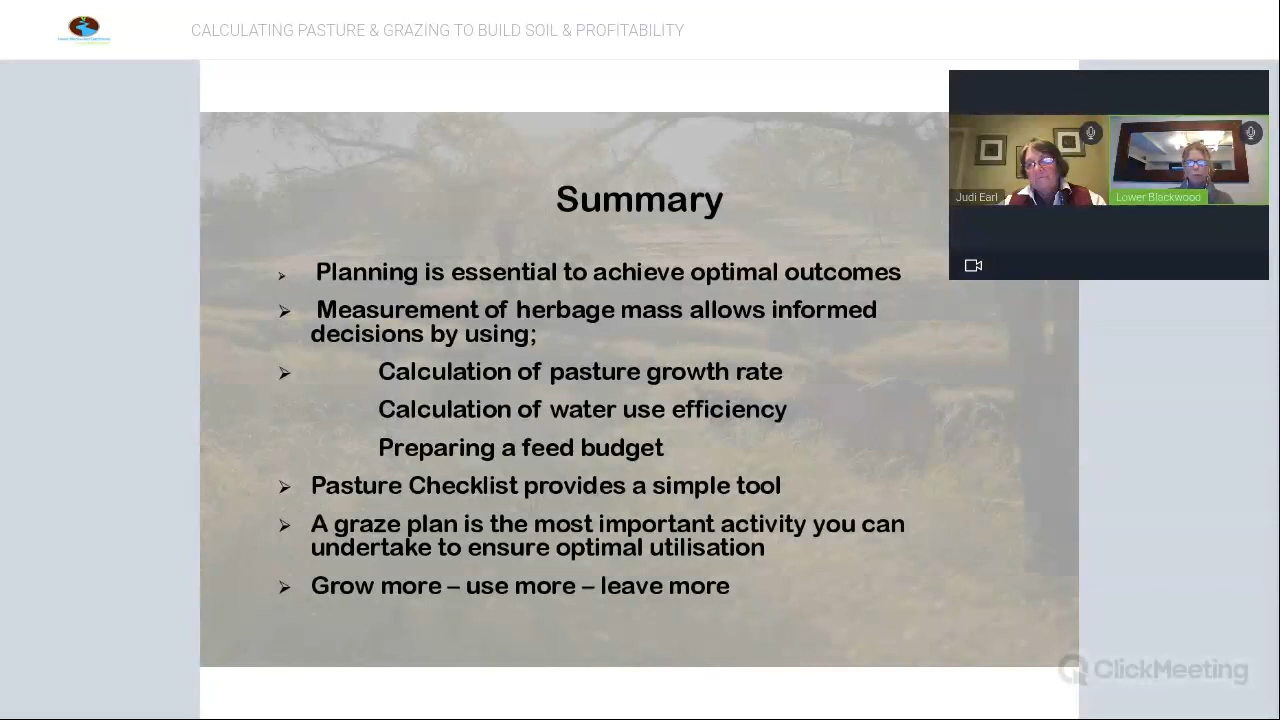 CALCULATING PASTURE & GRAZING TO BUILD SOIL & PROFITABILITY
Summary
Planning is essential to achieve optimal outcomes
Measurement of herbage mass allows informed
decisions by using;
Calculation of pasture growth rate
Calculation of water use efficiency
Preparing a feed budget
Pasture Checklist provides a simple tool
A graze plan is the most important activity you can
undertake to ensure optimal utilisation
Grow more – use more – leave more
Judi Earl
Lower Blackwood
ClickMeeting